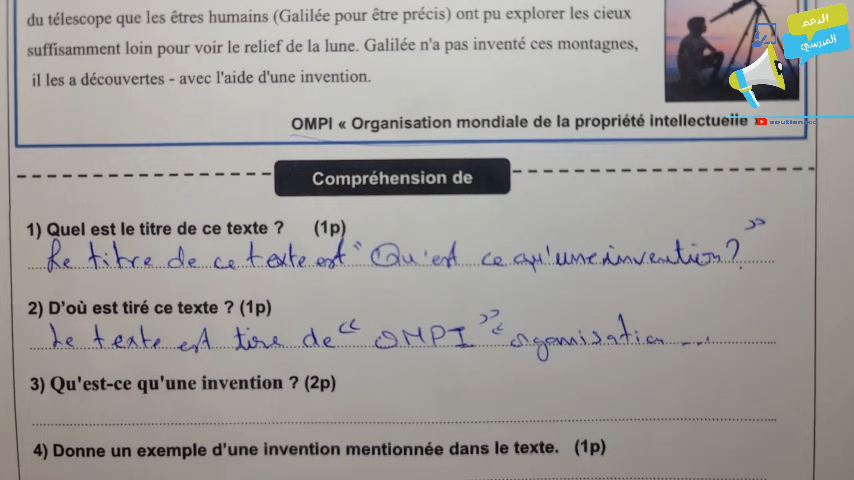 du télescope que les êtres humains (Galilée pour être précis) ont pu explorer les cieux
suffisamment loin pour voir le relief de la lune. Galilée n'a pas inventé ces montagnes,
il les a découvertes - avec l'aide d'une invention.
الدعم
المدرسي
OMPI « Organisation mondiale de la propriété intellectuelle »
Compréhension de
1) Quel est le titre de ce texte ? (1p)
Le titre de ce texte est " Qu'est ce qu'une invention ? »
2) D'où est tiré ce texte ? (1p)
Le texte est tire de « OMPI » « organisation ....
3) Qu'est-ce qu'une invention ? (2p)
4) Donne un exemple d'une invention mentionnée dans le texte. (1p)